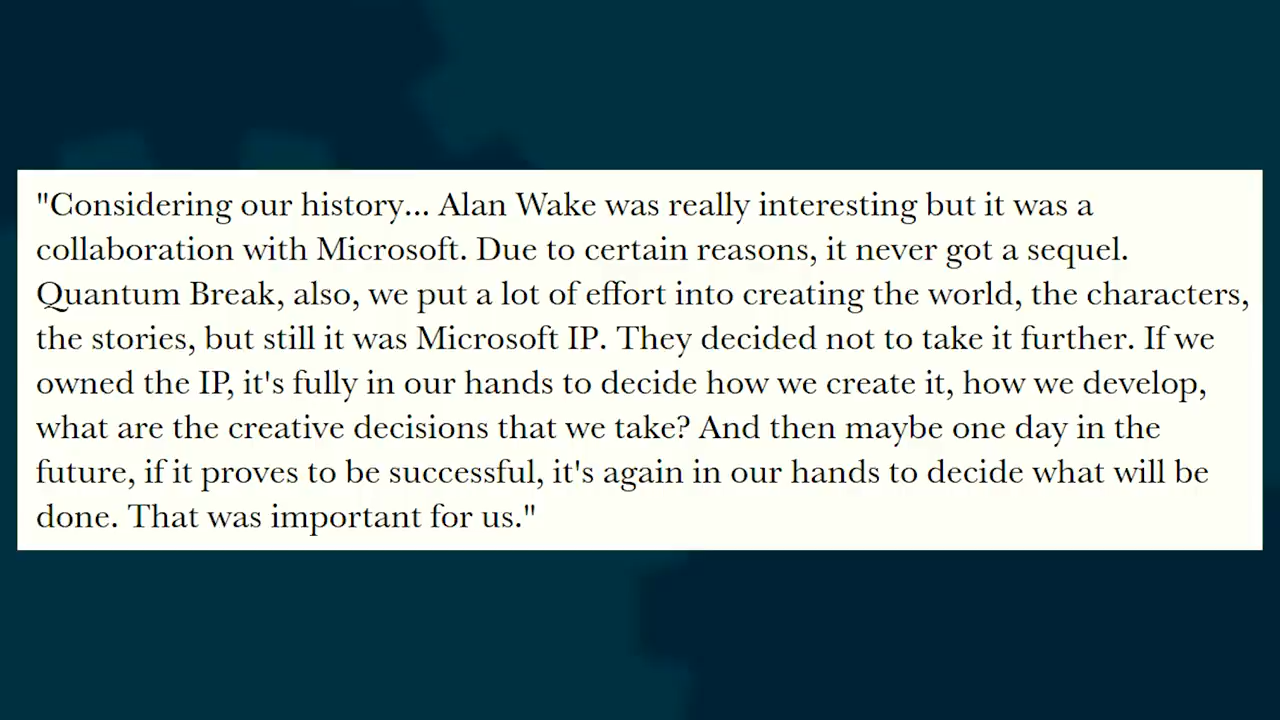 "Considering our history... Alan Wake was really interesting but it was a
collaboration with Microsoft. Due to certain reasons, it never got a sequel.
Quantum Break, also, we put a lot of effort into creating the world, the characters,
the stories, but still it was Microsoft IP. They decided not to take it further. If we
owned the IP, it's fully in our hands to decide how we create it, how we develop,
what are the creative decisions that we take? And then maybe one day in the
future, if it proves to be successful, it's again in our hands to decide what will be
done. That was important for us."